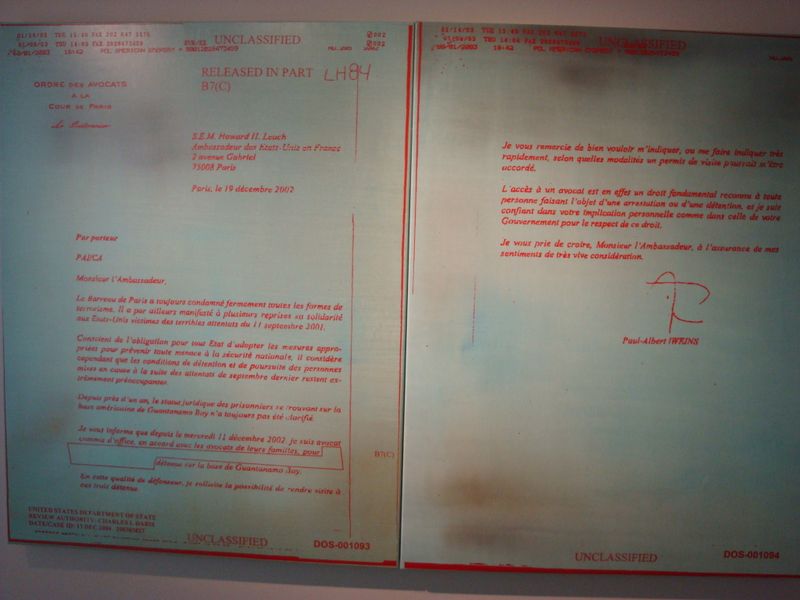 UNCLASSIFIED
RELEASED IN PART
B7(C)
LH84
ORDRE DES AVOCATS
A LA
COUR DE PARIS
Le Bâtonnier
Ambassadeur des Etats-Unis en France
2 avenue Gabriel
75008 Paris
Paris, le 19 décembre 2002
Par porteur
PAI/CA
Monsieur l'Ambassadeur,
Le Barreau de Paris a toujours condamné fermement toutes les formes de
terrorisme. Il a par ailleurs manifesté à plusieurs reprises sa solidarité
aux Etats-Unis victimes des terribles attentats du 11 septembre 2001.
Conscient de l'obligation pour tout Etat d'adopter les mesures appro-
priées pour prévenir toute menace à la sécurité nationale, il considère
cependant que les conditions de détention et de poursuite des personnes
mises en cause à la suite des attentats de septembre dernier restent ex-
trêmement préoccupantes.
Depuis près d'un an, le statut juridique des prisonniers se trouvant sur la
base américaine de Guantanamo Bay n'a toujours pas été clarifié.
Je vous informe que depuis le mercredi 11 décembre 2002, je suis avocat
commis d'office, en accord avec les avocats de leurs familles, pour
B7(C)
détenus sur la base de Guantanamo Bay.
En cette qualité de défenseur, je sollicite la possibilité de rendre visite à
ces trois détenus
UNITED STATES DEPARTMENT OF STATE
REVIEW AUTHORITY: CHARLES L DARIS
UNCLASSIFIED
DOS-001093
UNCLASSIFIED
Je vous remercie de bien vouloir m'indiquer, ou me faire indiquer très
rapidement, selon quelles modalités un permis de visite pourrait m'être
accordé.
L'accès à un avocat est en effet un droit fondamental reconnu à toute
personne faisant l'objet d'une arrestation ou d'une détention, et je suis
confiant dans votre implication personnelle comme dans celle de votre
Gouvernement pour le respect de ce droit.
Je vous prie de croire, Monsieur l'Ambassadeur, à l'assurance de mes
sentiments de très vive considération.
Paul-Albert IWEINS
UNCLASSIFIED
DOS-001094